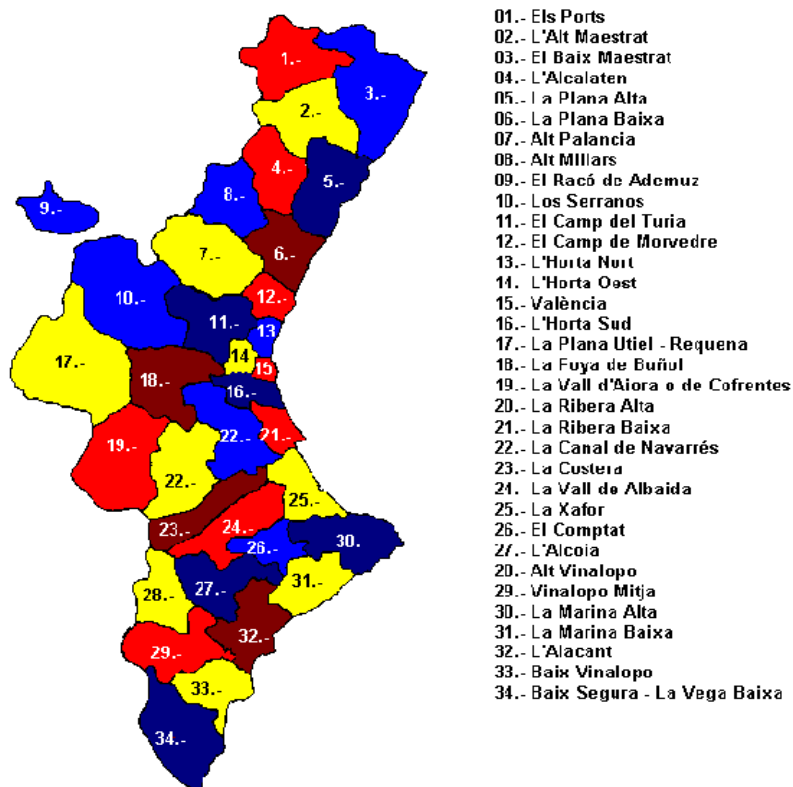 1.-
2.-
3.-
4.-
5.-
6.-
7.-
8.-
9.-
10.-
11.-
12.-
13
14
15
16.-
17.-
18.-
19.-
22.-
21.-
22.-
23.-
24.-
25.-
26.-
27.-
28.-
29.-
30.
31.-
32.-
33.-
34.-
01.- Els Ports
02.- L'Alt Maestrat
03.- El Baix Maestrat
04.- L'Alcalaten
05.- La Plana Alta
06.- La Plana Baixa
07.- Alt Palancia
08.- Alt Millars
09.- El Racó de Ademuz
10.- Los Serranos
11.- El Camp del Turia
12.- El Camp de Morvedre
13.- L'Horta Nort
14. L'Horta Oest
15.- València
16.- L'Horta Sud
17.- La Plana Utiel - Requena
18.- La Foya de Buñol
19.- La Vall d'Aiora o de Cofrentes
20.- La Ribera Alta
21.- La Ribera Baixa
22.- La Canal de Navarrés
23.- La Costera
24. La Vall de Albaida
25.- La Xafor
26.- El Comptat
27.- L'Alcoia
28.- Alt Vinalopo
29.- Vinalopo Mitja
30.- La Marina Alta
31.- La Marina Baixa
32.- L'Alacant
33.- Baix Vinalopo
34.- Baix Segura - La Vega Baixa